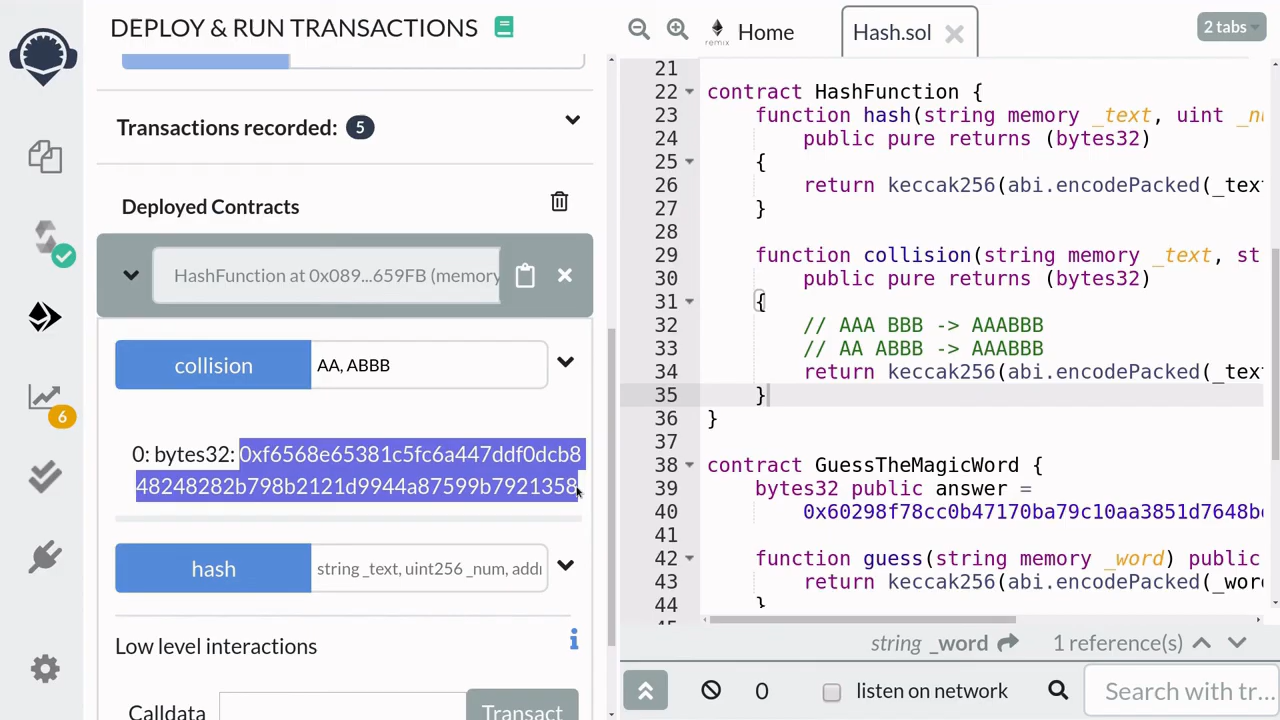 DEPLOY & RUN TRANSACTIONS
Transactions recorded: 5
Deployed Contracts
HashFunction at 0x089...659FB (memory
collision AA, ABBB
0: bytes32: 0xf6568e65381c5fc6a447ddf0dcb8
48248282b798b2121d9944a87599b7921358
hash string _text, uint256 _num, addr
Low level interactions
i
Calldata Transact
6
remix Home Hash.sol 2 tabs
21
22 contract HashFunction {
23 function hash(string memory _text, uint _nu
24 public pure returns (bytes32)
25 {
26 return keccak256(abi.encodePacked(_tex
27 }
28
29 function collision(string memory _text, st
30 public pure returns (bytes32)
31 {
32 // AAA BBB -> AAABBB
33 // AA ABBB -> AAABBB
34 return keccak256(abi.encodePacked(_tex
35 }
36 }
37
38 contract GuessTheMagicWord {
39 bytes32 public answer =
40 0x60298f78cc0b47170ba79c10aa3851d7648b
41
42 function guess(string memory _word) public
43 return keccak256(abi.encodePacked(_wor
44 }
string _word 1 reference(s)
0 listen on network Search with tr...